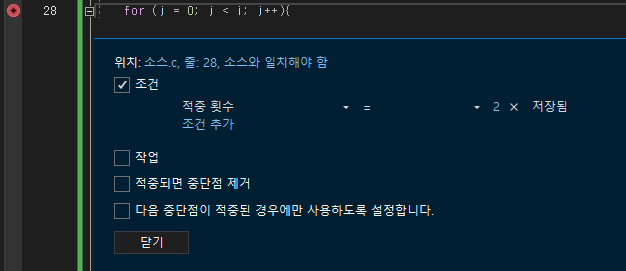 28 for (j = 0; j < i; j++){
위치: 소스.c, 줄: 28, 소스와 일치해야 함
조건
적중 횟수 = 2 × 저장됨
조건 추가
작업
적중되면 중단점 제거
다음 중단점이 적중된 경우에만 사용하도록 설정합니다.
닫기